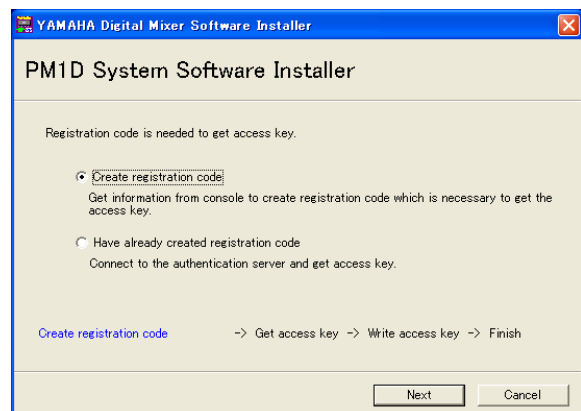 YAMAHA Digital Mixer Software Installer
PM1D System Software Installer
Registration code is needed to get access key.
Create registration code
Get information from console to create registration code which is necessary to get the
access key.
Have already created registration code
Connect to the authentication server and get access key.
Create registration code -> Get access key -> Write access key -> Finish
Next Cancel